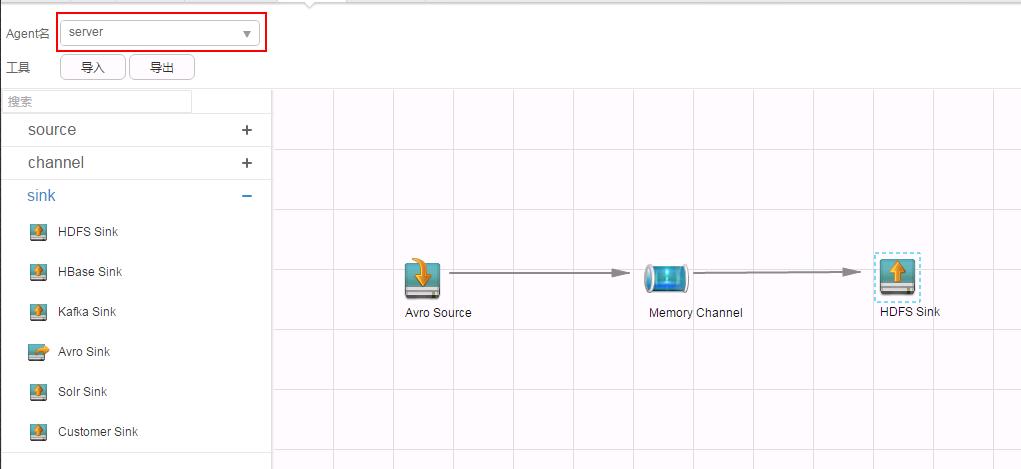 Agent名 server
工具 导入 导出
搜索
source
channel
sink
HDFS Sink
HBase Sink
Kafka Sink
Avro Sink
Solr Sink
Customer Sink
Avro Source Memory Channel HDFS Sink